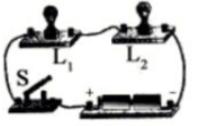 L₁ L₂
S + −